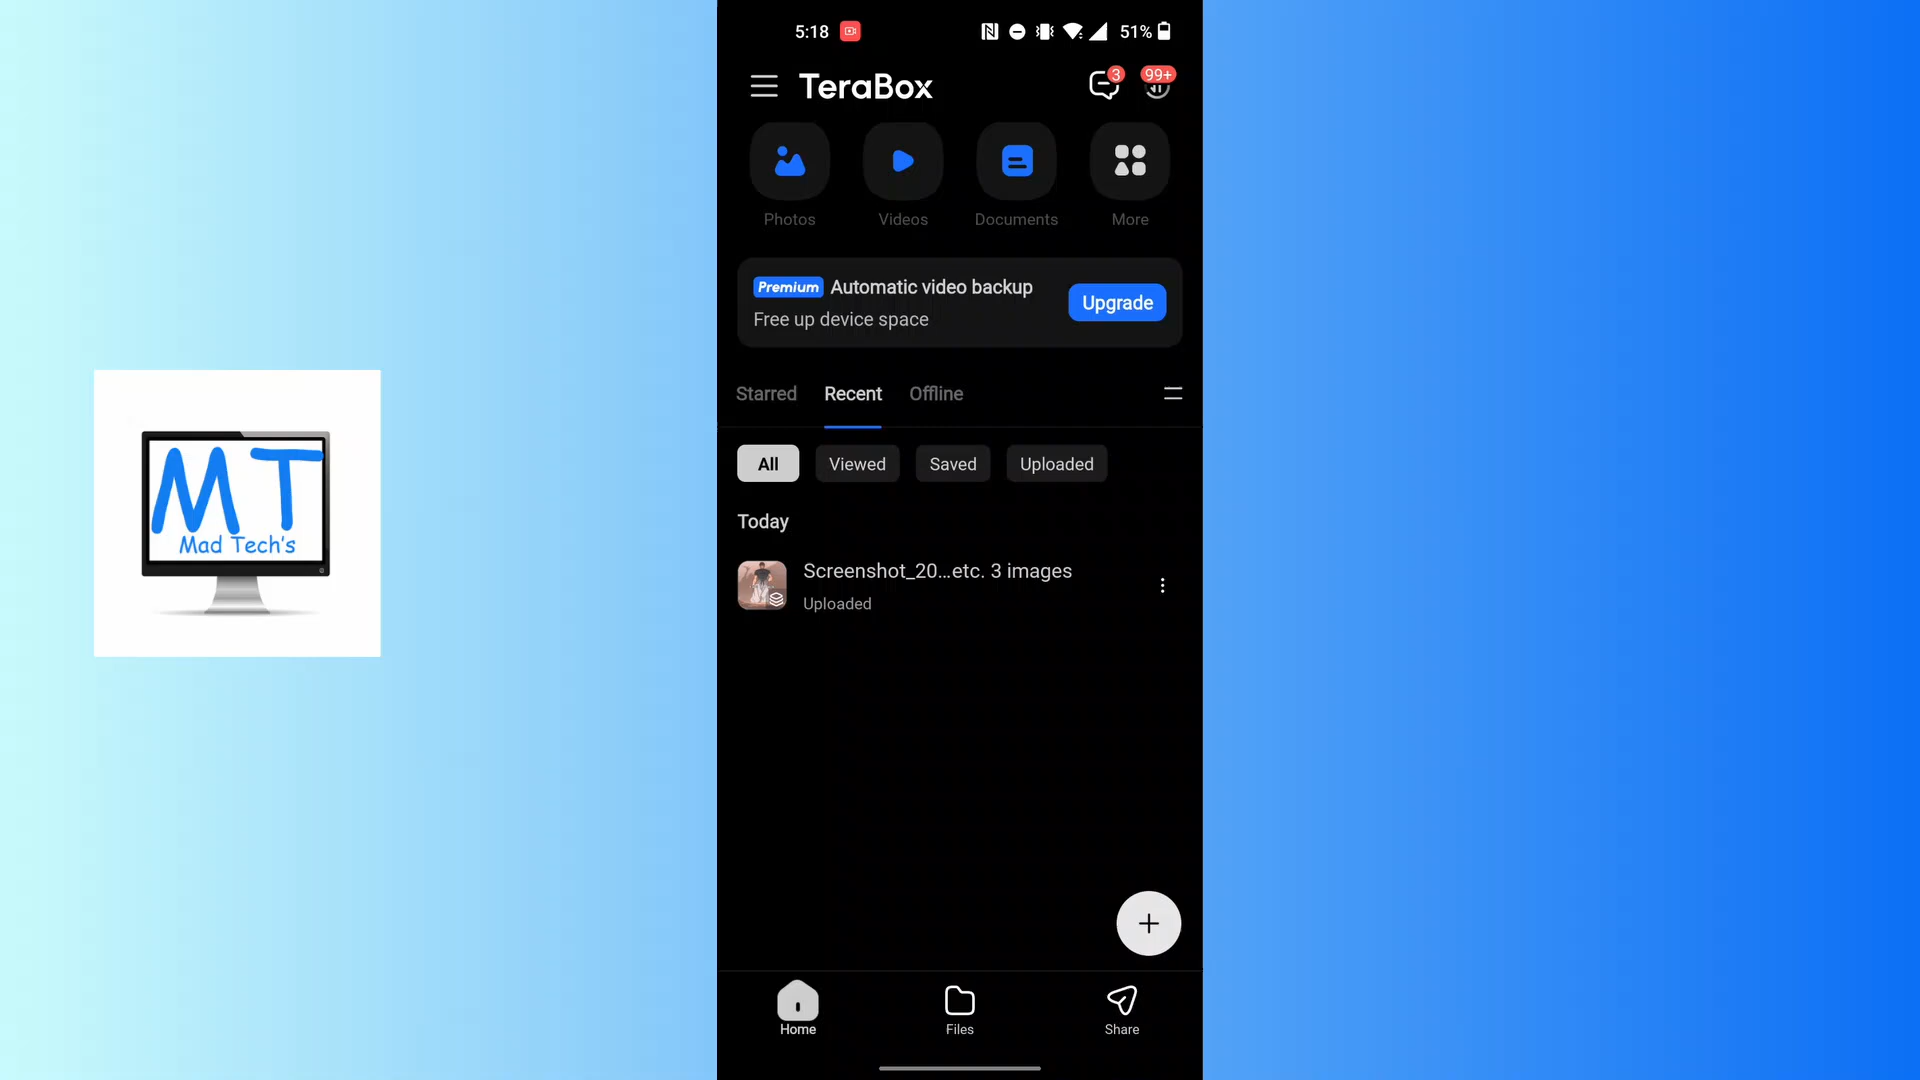 5:18
51%
TeraBox
3
99+
Photos
Videos
Documents
More
Premium Automatic video backup
Free up device space
Upgrade
Starred
Recent
Offline
All
Viewed
Saved
Uploaded
Today
Screenshot_20...etc. 3 images
Uploaded
MT
Mad Tech's
Home
Files
Share